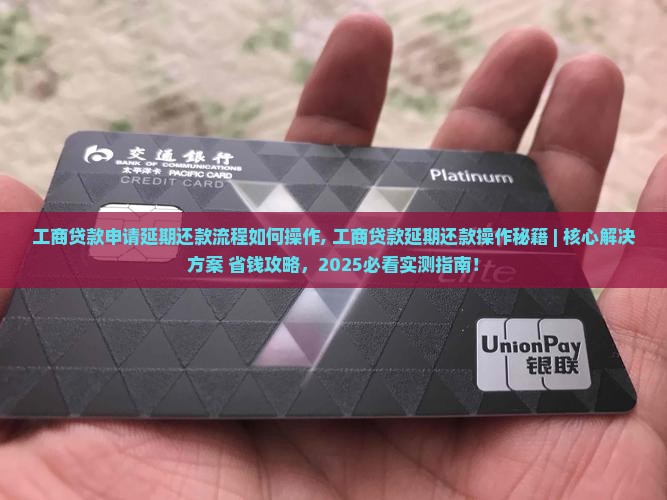 交通銀行
BANK OF COMMUNICATIONS
太平洋卡 PACIFIC CARD
CREDIT CARD
Platinum
工商贷款申请延期还款流程如何操作, 工商贷款延期还款操作秘籍 | 核心解决
方案 省钱攻略，2025必看实测指南！
Elite
UnionPay
银联